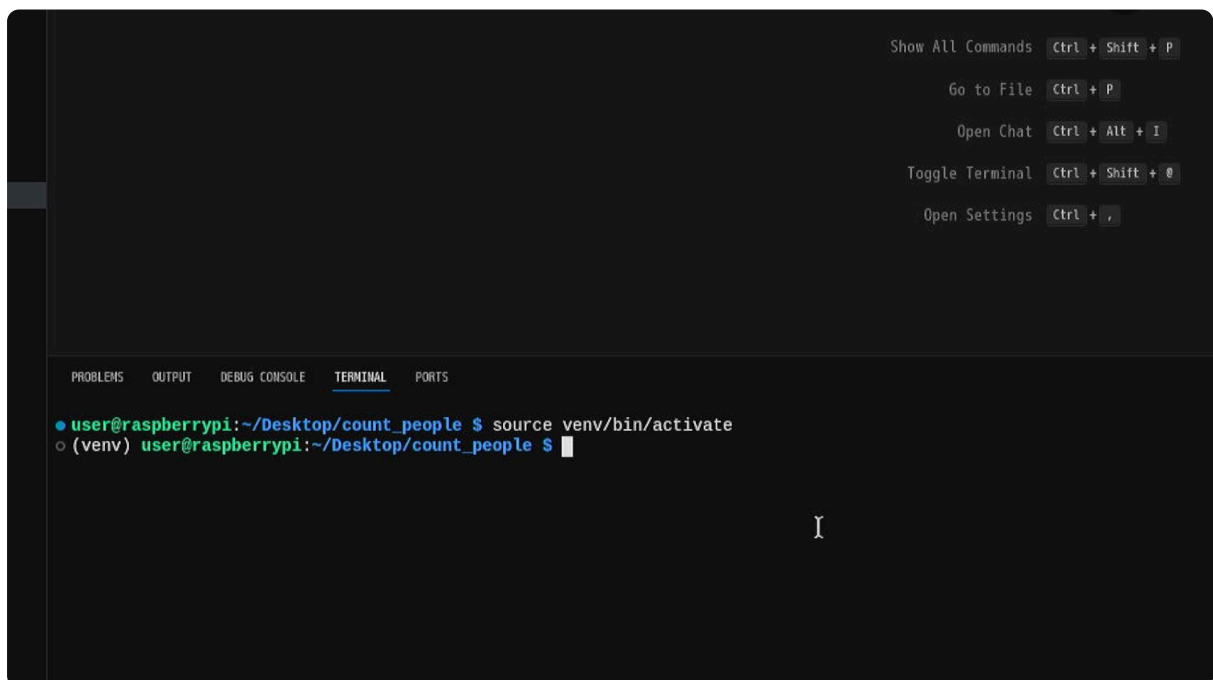 Show All Commands Ctrl + Shift + P
Go to File Ctrl + P
Open Chat Ctrl + Alt + I
Toggle Terminal Ctrl + Shift + @
Open Settings Ctrl + ,
PROBLEMS OUTPUT DEBUG CONSOLE TERMINAL PORTS
user@raspberrypi:~/Desktop/count_people $ source venv/bin/activate
(venv) user@raspberrypi:~/Desktop/count_people $